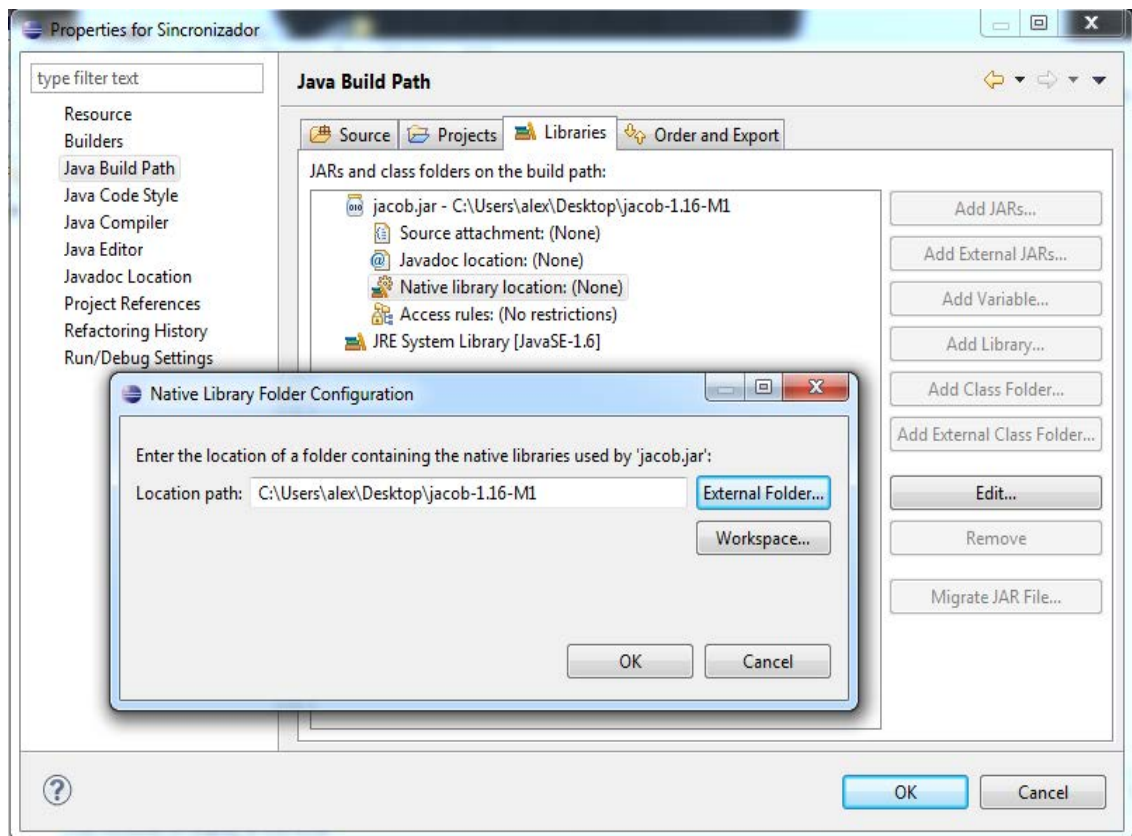 Properties for Sincronizador
type filter text
Resource
Builders
Java Build Path
Java Code Style
Java Compiler
Java Editor
Javadoc Location
Project References
Refactoring History
Run/Debug Settings
Java Build Path
Source
Projects
Libraries
Order and Export
JARs and class folders on the build path:
jacob.jar - C:\Users\alex\Desktop\jacob-1.16-M1
Source attachment: (None)
Javadoc location: (None)
Native library location: (None)
Access rules: (No restrictions)
JRE System Library [JavaSE-1.6]
Add JARs...
Add External JARs...
Add Variable...
Add Library...
Add Class Folder...
Add External Class Folder...
Edit...
Remove
Migrate JAR File...
Native Library Folder Configuration
Enter the location of a folder containing the native libraries used by 'jacob.jar':
Location path: C:\Users\alex\Desktop\jacob-1.16-M1
External Folder...
Workspace...
OK
Cancel
OK
Cancel